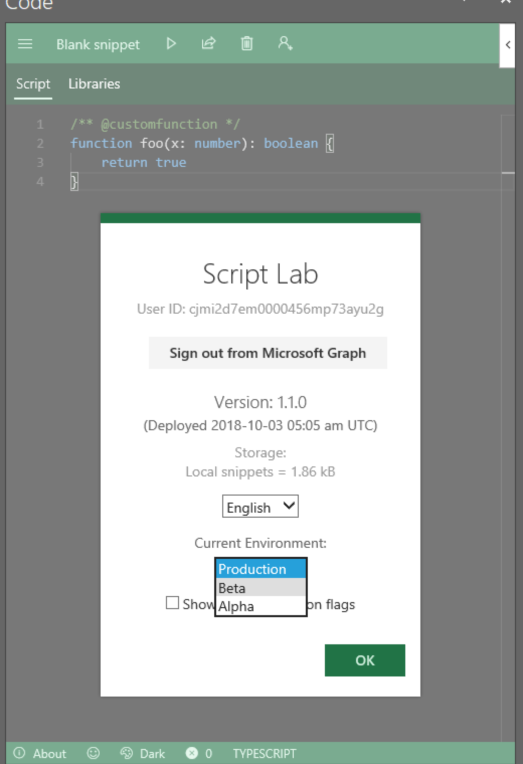 Code
Blank snippet
Script Libraries
1 /** @customfunction */
2 function foo(x: number): boolean {
3 return true
4 }
Script Lab
User ID: cjmi2d7em0000456mp73ayu2g
Sign out from Microsoft Graph
Version: 1.1.0
(Deployed 2018-10-03 05:05 am UTC)
Storage:
Local snippets = 1.86 kB
English
Current Environment:
Production
Beta
Alpha
Show on flags
OK
About Dark 0 TYPESCRIPT